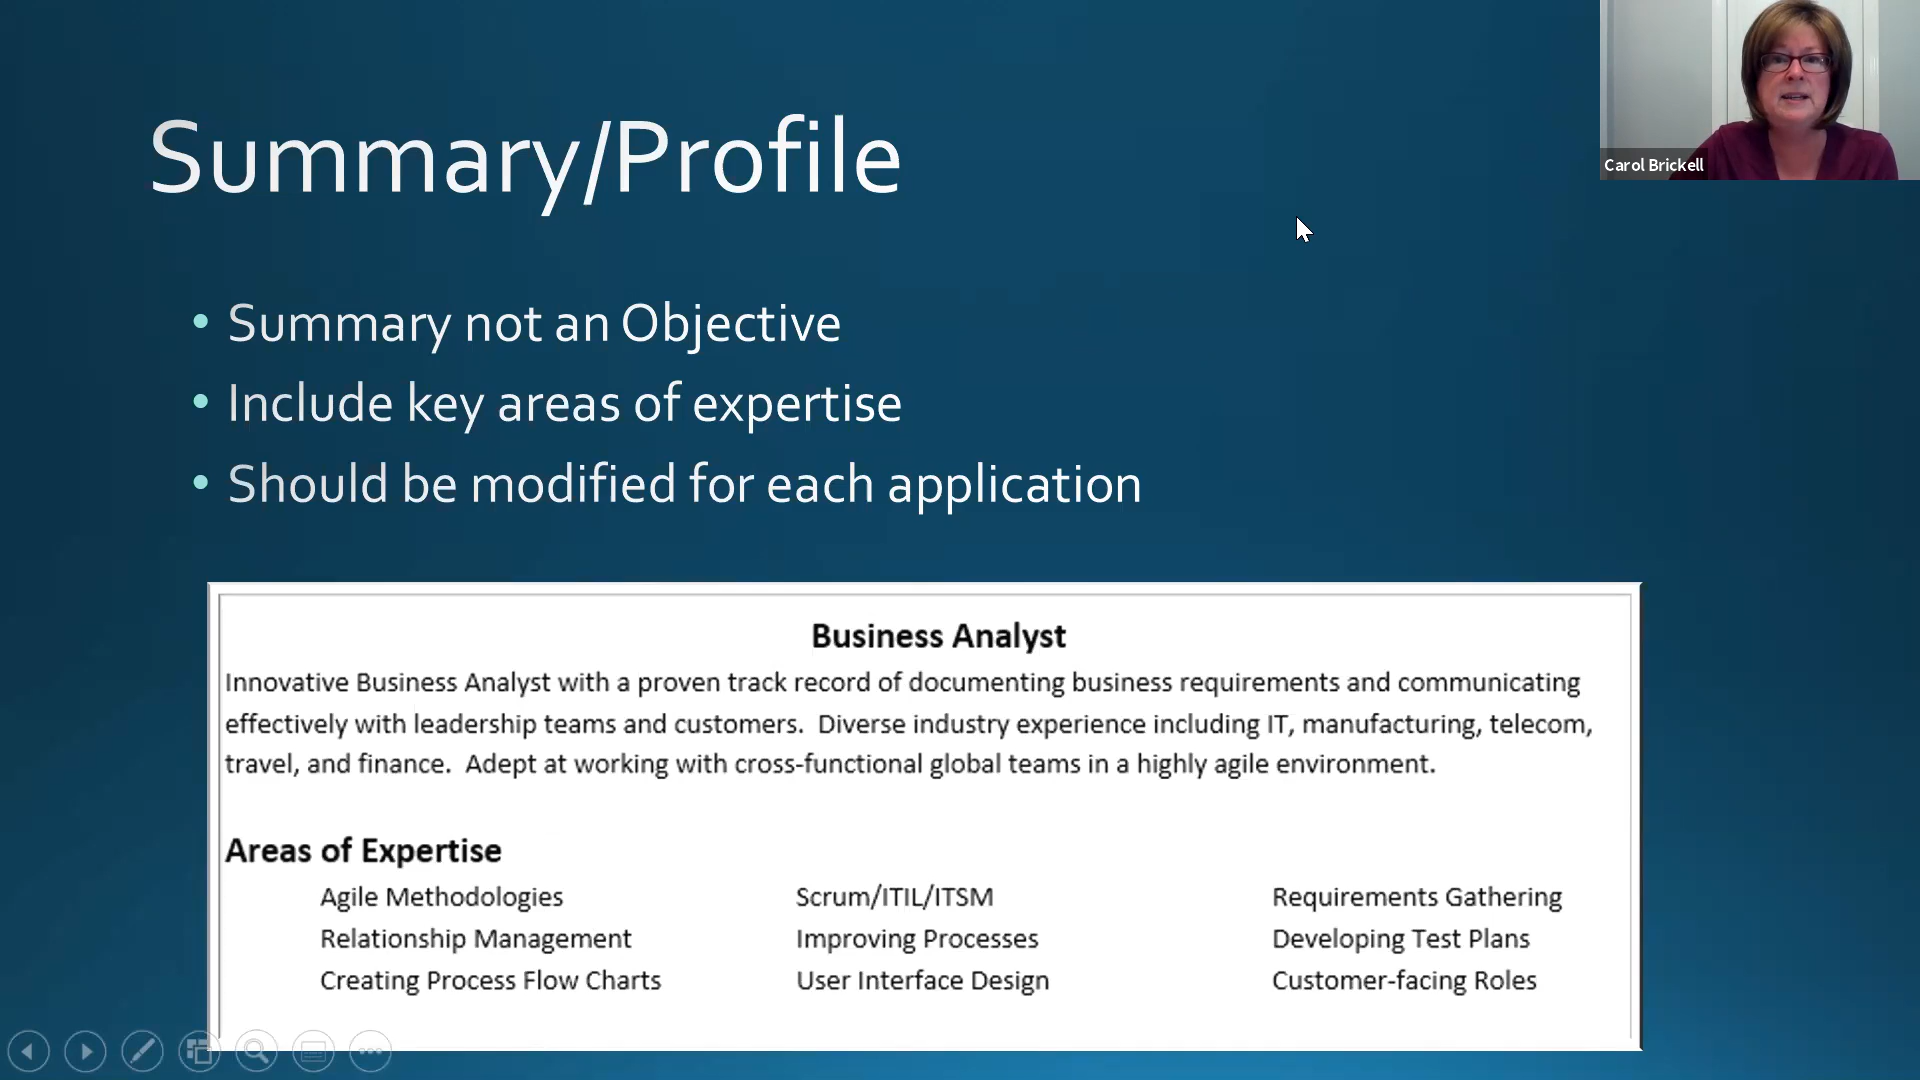 Summary/Profile
Carol Brickell
• Summary not an Objective
• Include key areas of expertise
• Should be modified for each application
Business Analyst
Innovative Business Analyst with a proven track record of documenting business requirements and communicating
effectively with leadership teams and customers.  Diverse industry experience including IT, manufacturing, telecom,
travel, and finance.  Adept at working with cross-functional global teams in a highly agile environment.
Areas of Expertise
Agile Methodologies Scrum/ITIL/ITSM Requirements Gathering
Relationship Management Improving Processes Developing Test Plans
Creating Process Flow Charts User Interface Design Customer-facing Roles